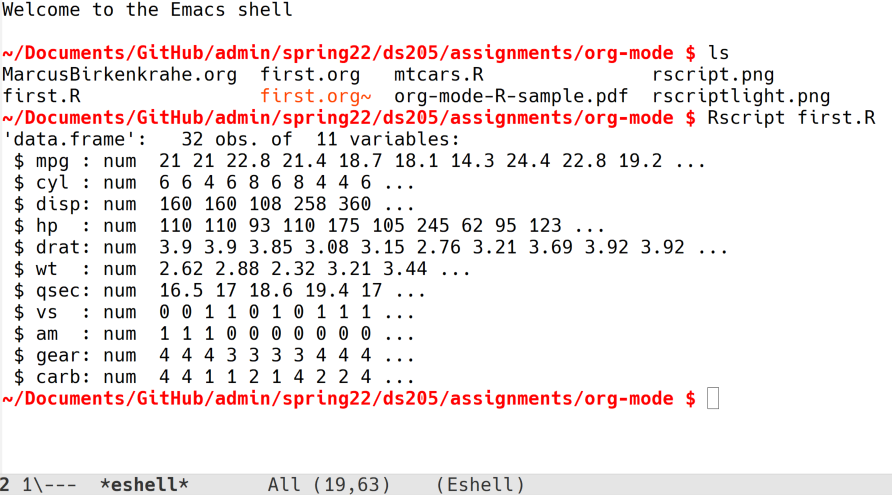 Welcome to the Emacs shell

~/Documents/GitHub/admin/spring22/ds205/assignments/org-mode $ ls
MarcusBirkenkrahe.org  first.org   mtcars.R               rscript.png
first.R                first.org~  org-mode-R-sample.pdf  rscriptlight.png
~/Documents/GitHub/admin/spring22/ds205/assignments/org-mode $ Rscript first.R
'data.frame':   32 obs. of  11 variables:
 $ mpg : num  21 21 22.8 21.4 18.7 18.1 14.3 24.4 22.8 19.2 ...
 $ cyl : num  6 6 4 6 8 6 8 4 4 6 ...
 $ disp: num  160 160 108 258 360 ...
 $ hp  : num  110 110 93 110 175 105 245 62 95 123 ...
 $ drat: num  3.9 3.9 3.85 3.08 3.15 2.76 3.21 3.69 3.92 3.92 ...
 $ wt  : num  2.62 2.88 2.32 3.21 3.44 ...
 $ qsec: num  16.5 17 18.6 19.4 17 ...
 $ vs  : num  0 0 1 1 0 1 0 1 1 1 ...
 $ am  : num  1 1 1 0 0 0 0 0 0 0 ...
 $ gear: num  4 4 4 3 3 3 3 4 4 4 ...
 $ carb: num  4 4 1 1 2 1 4 2 2 4 ...
~/Documents/GitHub/admin/spring22/ds205/assignments/org-mode $
2 1\---  *eshell*       All (19,63)    (Eshell)